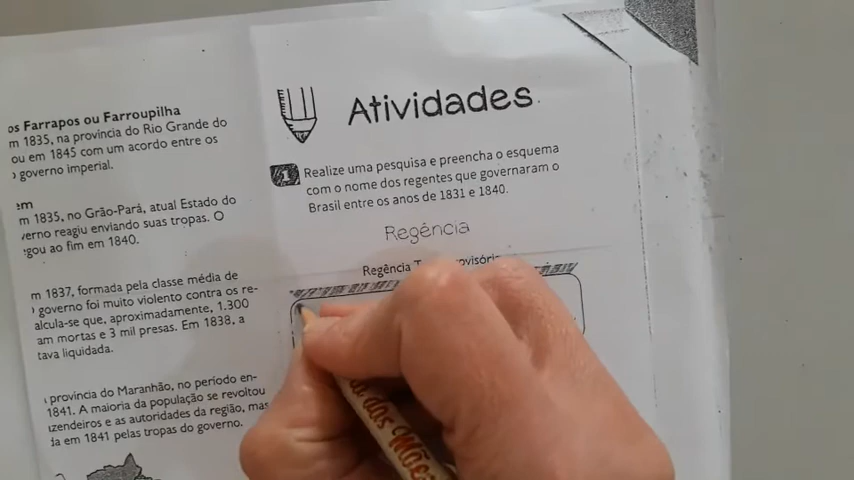 os Farrapos ou Farroupilha
m 1835, na província do Rio Grande do
ou em 1845 com um acordo entre os
governo imperial.
em
m 1835, no Grão-Pará, atual Estado do
verno reagiu enviando suas tropas. O
gou ao fim em 1840.
m 1837, formada pela classe média de
governo foi muito violento contra os re-
alcula-se que, aproximadamente, 1.300
am mortas e 3 mil presas. Em 1838, a
tava liquidada.
província do Maranhão, no período en-
1841. A maioria da população se revoltou
zendeiros e as autoridades da região, mas
da em 1841 pelas tropas do governo.
Atividades
1 Realize uma pesquisa e preencha o esquema
com o nome dos regentes que governaram o
Brasil entre os anos de 1831 e 1840.
Regência
Regência T
das Mãe